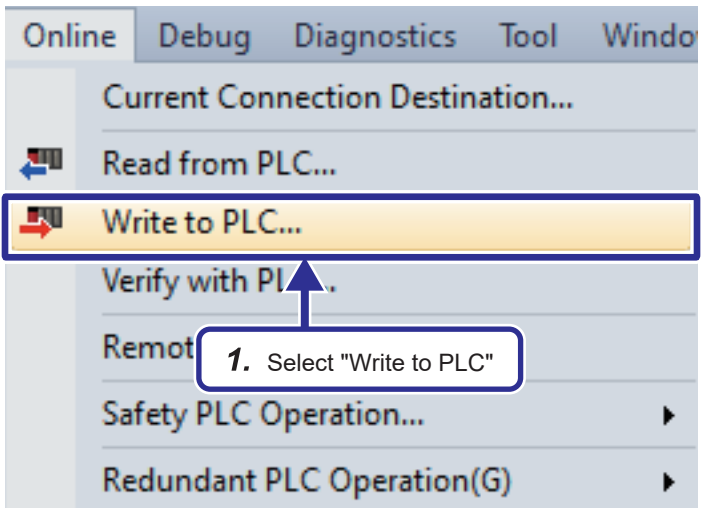 Online Debug Diagnostics Tool Windo
Current Connection Destination...
Read from PLC...
Write to PLC...
Verify with PL
Remot
1. Select "Write to PLC"
Safety PLC Operation...
Redundant PLC Operation(G)